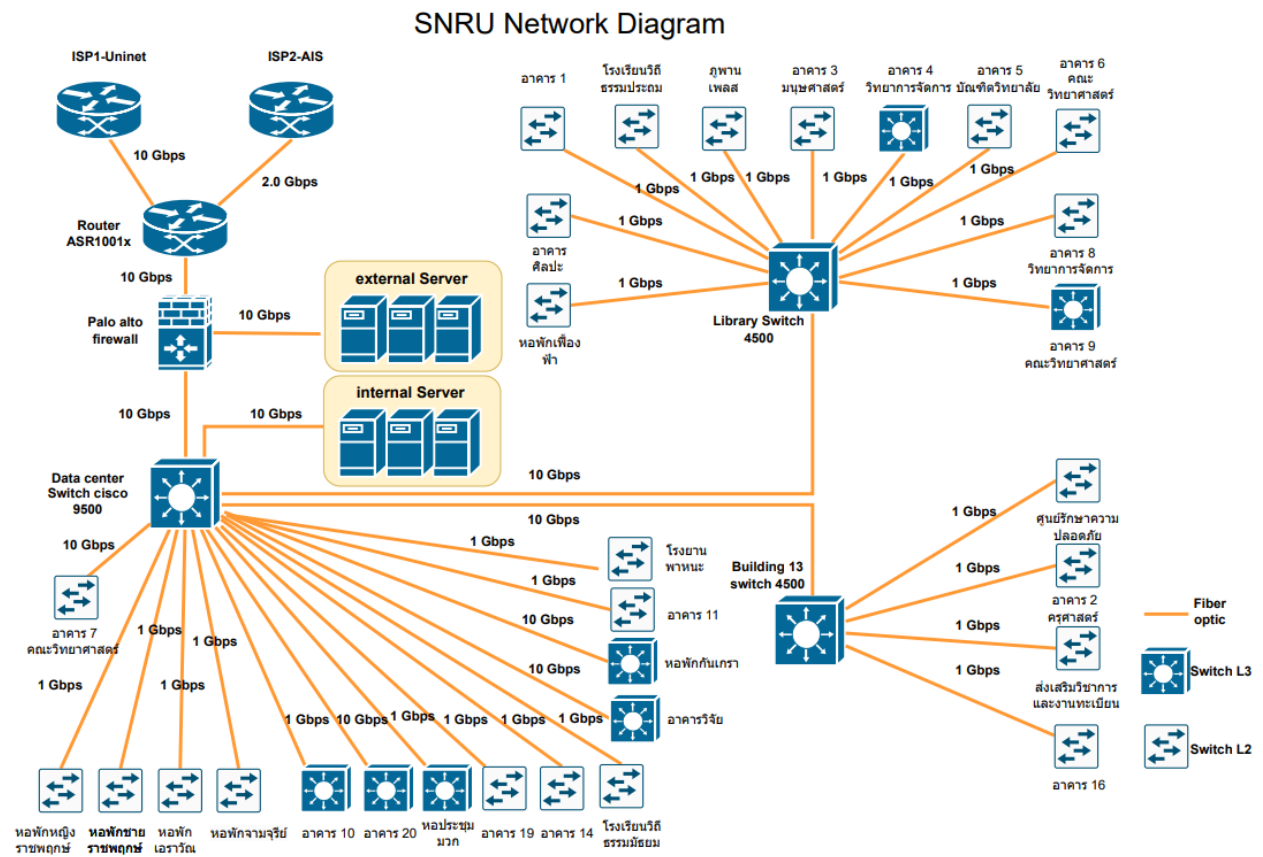 SNRU Network Diagram
ISP1-Uninet
ISP2-AIS
10 Gbps
2.0 Gbps
Router
ASR1001x
10 Gbps
Palo alto
firewall
10 Gbps
external Server
10 Gbps
internal Server
10 Gbps
Data center
Switch cisco
9500
อาคาร 1
โรงเรียนวิถี
ธรรมประถม
ภูพาน
เพลส
อาคาร 3
มนุษศาสตร์
อาคาร 4
วิทยาการจัดการ
อาคาร 5
บัณฑิตวิทยาลัย
อาคาร 6
คณะ
วิทยาศาสตร์
1 Gbps
1 Gbps
1 Gbps
1 Gbps
1 Gbps
1 Gbps
1 Gbps
1 Gbps
1 Gbps
1 Gbps
อาคาร
ศิลปะ
อาคาร 8
วิทยาการจัดการ
หอพักเฟื่อง
ฟ้า
Library Switch
4500
อาคาร 9
คณะวิทยาศาสตร์
10 Gbps
10 Gbps
10 Gbps
อาคาร 7
คณะวิทยาศาสตร์
1 Gbps
โรงยาน
พาหนะ
1 Gbps
อาคาร 11
10 Gbps
หอพักกันเกรา
10 Gbps
อาคารวิจัย
Building 13
switch 4500
1 Gbps
ศูนย์รักษาความ
ปลอดภัย
1 Gbps
อาคาร 2
ครุศาสตร์
1 Gbps
ส่งเสริมวิชาการ
และงานทะเบียน
1 Gbps
อาคาร 16
Fiber
optic
Switch L3
Switch L2
1 Gbps
1 Gbps
1 Gbps
1 Gbps
1 Gbps
10 Gbps
1 Gbps
1 Gbps
1 Gbps
1 Gbps
หอพักหญิง
ราชพฤกษ์
หอพักชาย
ราชพฤกษ์
หอพัก
เอราวัณ
หอพักจามจุรีย์
อาคาร 10
อาคาร 20
หอประชุม
มวก
อาคาร 19
อาคาร 14
โรงเรียนวิถี
ธรรมมัธยม